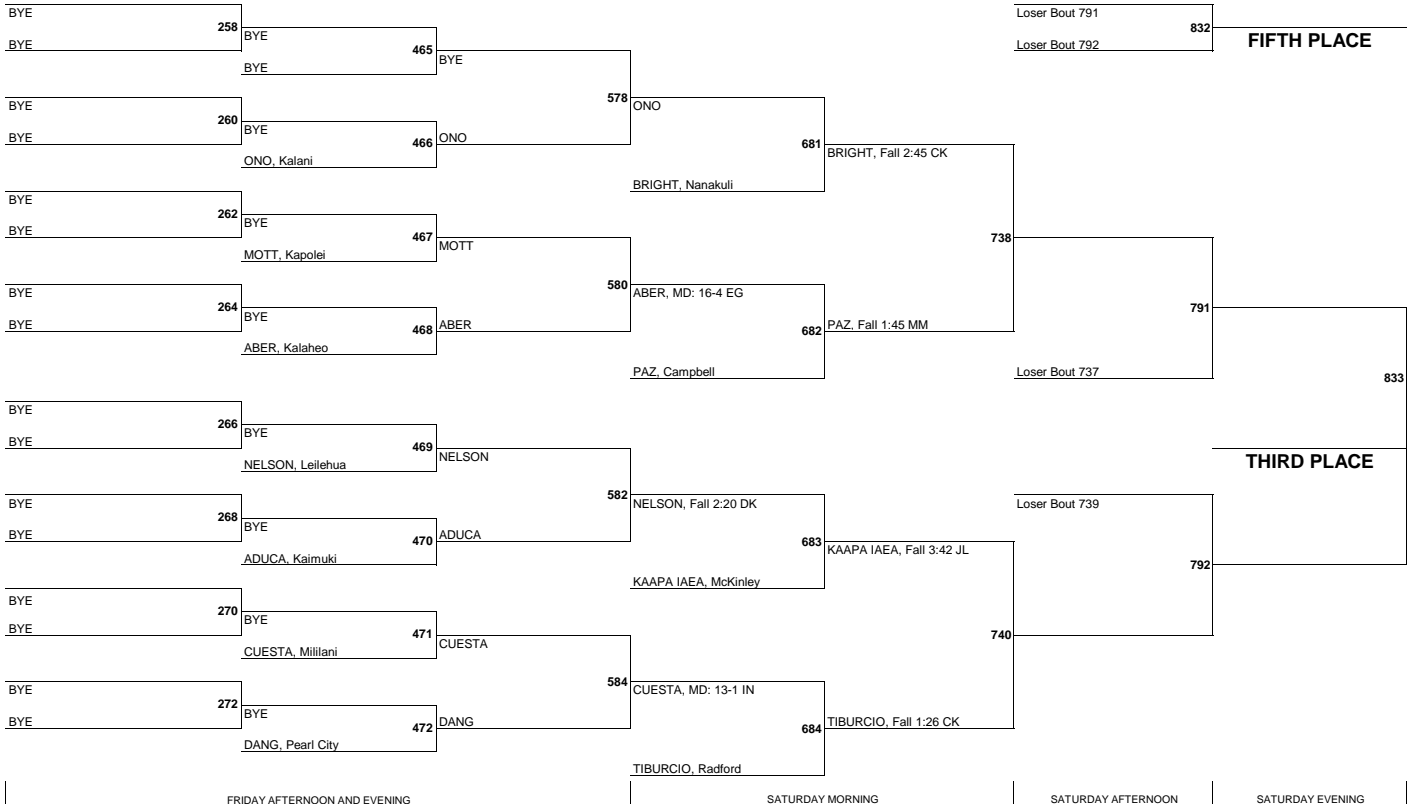 BYE
Loser Bout 791
258
832
BYE
BYE
Loser Bout 792
FIFTH PLACE
465
BYE
BYE
BYE
578
ONO
260
BYE
BYE
466
ONO
681
BRIGHT, Fall 2:45 CK
ONO, Kalani
BRIGHT, Nanakuli
BYE
262
BYE
BYE
467
MOTT
738
MOTT, Kapolei
BYE
580
ABER, MD: 16-4 EG
264
BYE
791
BYE
468
ABER
682
PAZ, Fall 1:45 MM
ABER, Kalaheo
PAZ, Campbell
Loser Bout 737
833
BYE
266
BYE
BYE
469
NELSON
THIRD PLACE
NELSON, Leilehua
BYE
582
NELSON, Fall 2:20 DK
Loser Bout 739
268
BYE
BYE
470
ADUCA
683
KAAPA IAEA, Fall 3:42 JL
ADUCA, Kaimuki
792
KAAPA IAEA, McKinley
BYE
270
BYE
BYE
471
CUESTA
740
CUESTA, Mililani
BYE
584
CUESTA, MD: 13-1 IN
272
BYE
BYE
472
DANG
684
TIBURCIO, Fall 1:26 CK
DANG, Pearl City
TIBURCIO, Radford
FRIDAY AFTERNOON AND EVENING
SATURDAY MORNING
SATURDAY AFTERNOON
SATURDAY EVENING